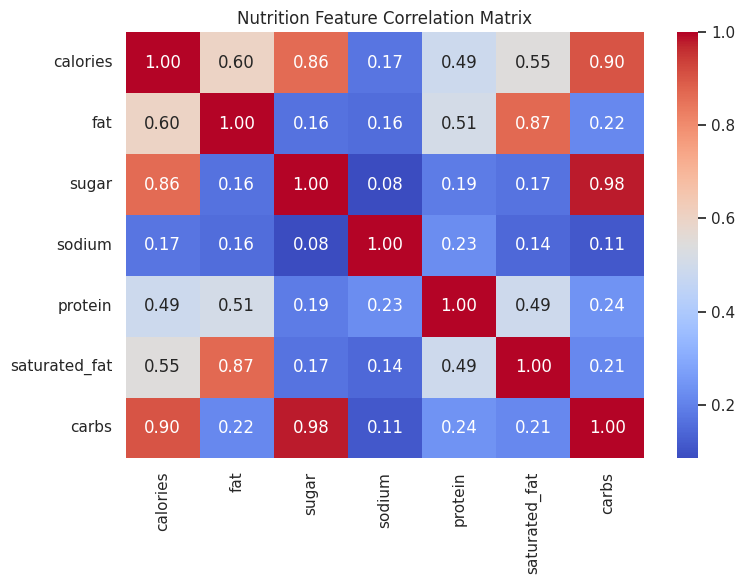 Nutrition Feature Correlation Matrix
calories 1.00 0.60 0.86 0.17 0.49 0.55 0.90
fat 0.60 1.00 0.16 0.16 0.51 0.87 0.22
sugar 0.86 0.16 1.00 0.08 0.19 0.17 0.98
sodium 0.17 0.16 0.08 1.00 0.23 0.14 0.11
protein 0.49 0.51 0.19 0.23 1.00 0.49 0.24
saturated_fat 0.55 0.87 0.17 0.14 0.49 1.00 0.21
carbs 0.90 0.22 0.98 0.11 0.24 0.21 1.00
calories fat sugar sodium protein saturated_fat carbs
1.0
0.8
0.6
0.4
0.2